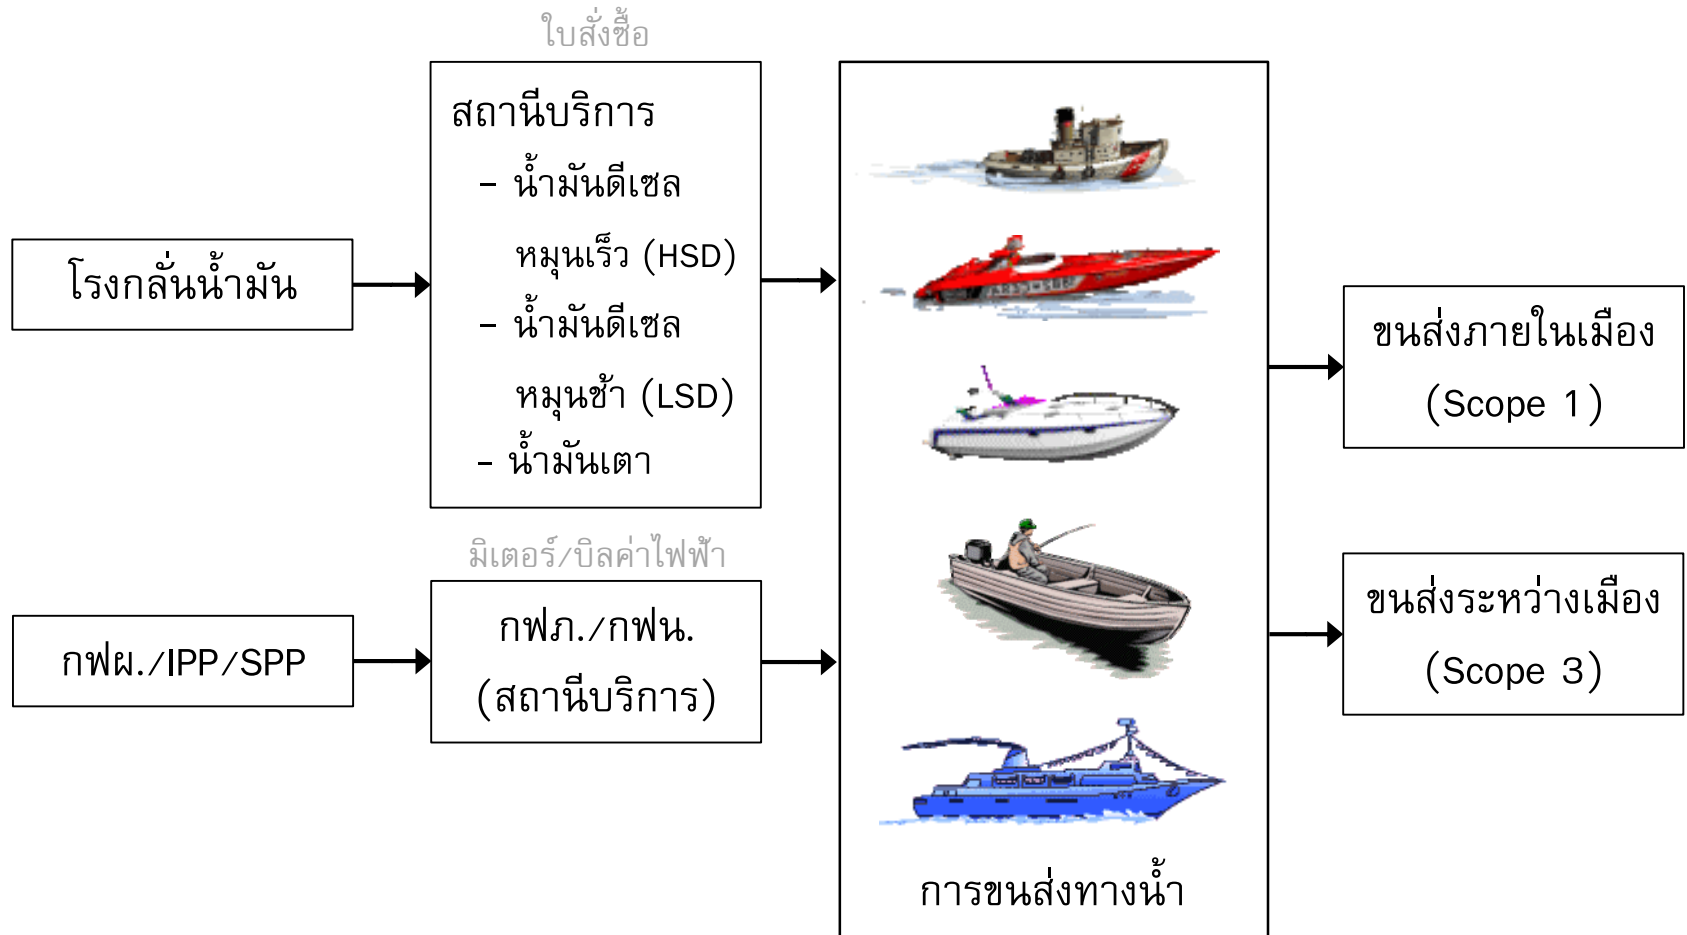 ใบสั่งซื้อ
สถานีบริการ
- น้ำมันดีเซล
หมุนเร็ว (HSD)
- น้ำมันดีเซล
หมุนช้า (LSD)
- น้ำมันเตา
โรงกลั่นน้ำมัน
มิเตอร์/บิลค่าไฟฟ้า
กฟผ./IPP/SPP
กฟภ./กฟน.
(สถานีบริการ)
การขนส่งทางน้ำ
ขนส่งภายในเมือง
(Scope 1)
ขนส่งระหว่างเมือง
(Scope 3)